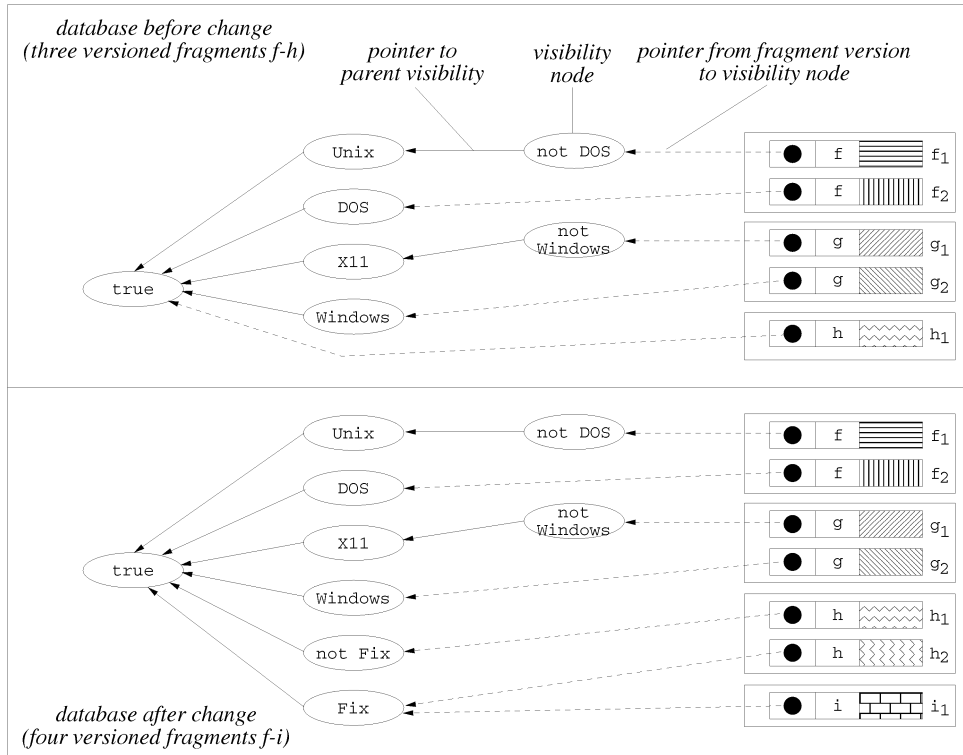 database before change
(three versioned fragments f-h)
pointer to
parent visibility
visibility
node
pointer from fragment version
to visibility node
Unix
not DOS
f
f1
DOS
f
f2
not
Windows
g
g1
X11
true
g
g2
Windows
h
h1
Unix
not DOS
f
f1
DOS
f
f2
not
Windows
g
g1
X11
true
g
g2
Windows
h
h1
not Fix
h
h2
Fix
i
i1
database after change
(four versioned fragments f-i)